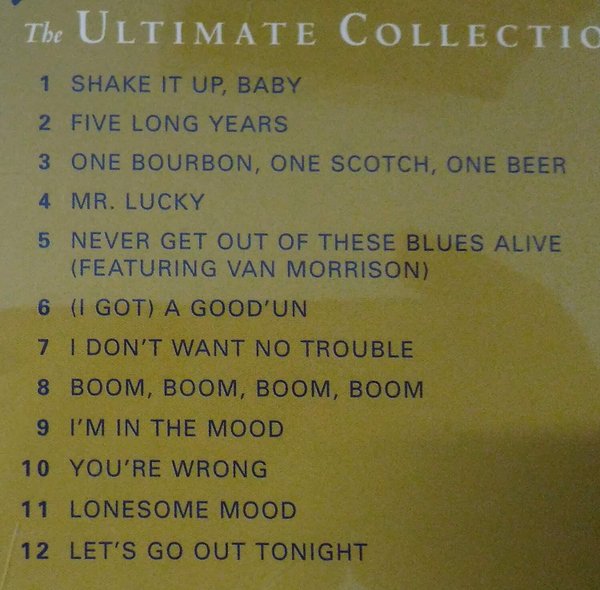 The ULTIMATE COLLECTIO
1 SHAKE IT UP, BABY
2 FIVE LONG YEARS
3 ONE BOURBON, ONE SCOTCH, ONE BEER
4 MR. LUCKY
5 NEVER GET OUT OF THESE BLUES ALIVE
(FEATURING VAN MORRISON)
6 (I GOT) A GOOD'UN
7 I DON'T WANT NO TROUBLE
8 BOOM, BOOM, BOOM, BOOM
9 I'M IN THE MOOD
10 YOU'RE WRONG
11 LONESOME MOOD
12 LET'S GO OUT TONIGHT